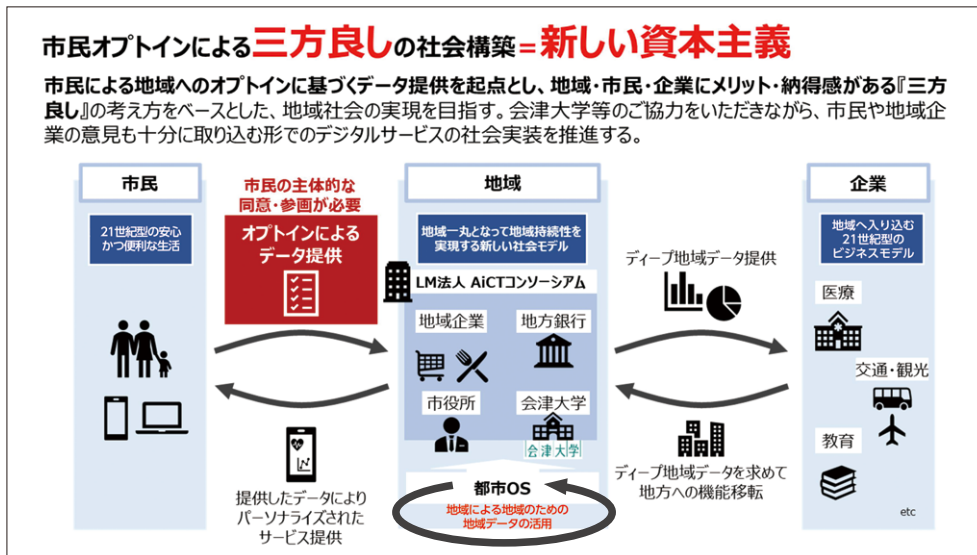 市民オプトインによる三方良しの社会構築=新しい資本主義
市民による地域へのオプトインに基づくデータ提供を起点とし、地域・市民・企業にメリット・納得感がある『三方
良し』の考え方をベースとした、地域社会の実現を目指す。会津大学等のご協力をいただきながら、市民や地域企
業の意見も十分に取り込む形でのデジタルサービスの社会実装を推進する。
市民
21世紀型の安心
かつ便利な生活
市民の主体的な
同意・参画が必要
オプトインによる
データ提供
提供したデータにより
パーソナライズされた
サービス提供
地域
地域一丸となって地域持続性を
実現する新しい社会モデル
LM法人 AiCTコンソーシアム
地域企業
地方銀行
市役所
会津大学
会津大学
都市OS
地域による地域のための
地域データの活用
ディープ地域データ提供
ディープ地域データを求めて
地方への機能移転
企業
地域へ入り込む
21世紀型の
ビジネスモデル
医療
交通・観光
教育
etc